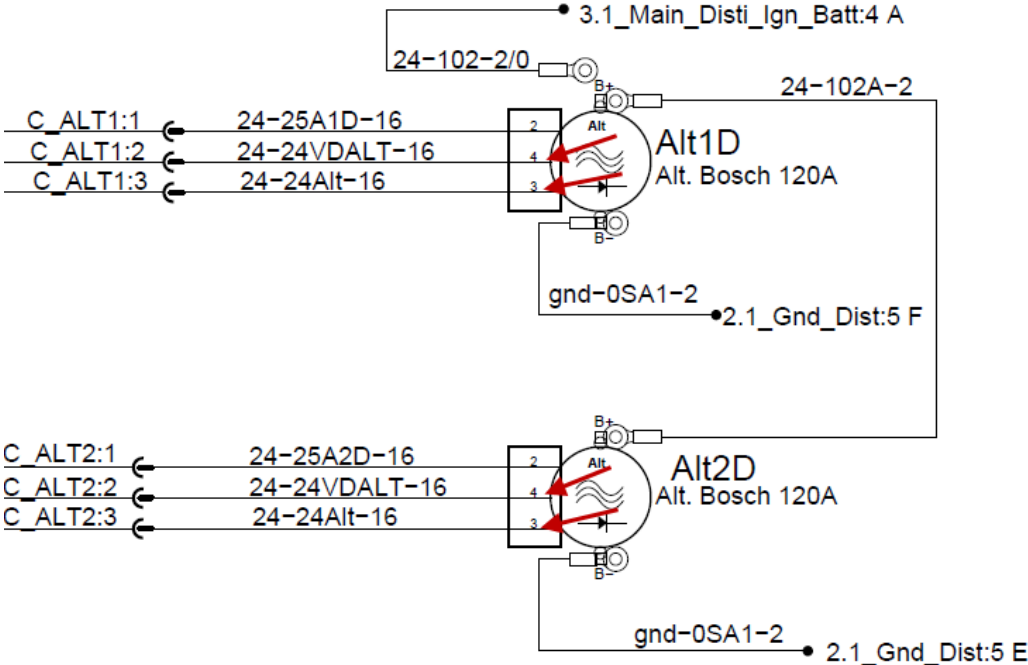 3.1_Main_Disti_Ign_Batt:4 A
24-102-2/0
24-102A-2
B+
C_ALT1:1 24-25A1D-16 2 Alt
Alt1D
C_ALT1:2 24-24VDALT-16 4
Alt. Bosch 120A
C_ALT1:3 24-24Alt-16 3
B-
gnd-0SA1-2
2.1_Gnd_Dist:5 F
B+
C_ALT2:1 24-25A2D-16 2 Alt
Alt2D
C_ALT2:2 24-24VDALT-16 4
Alt. Bosch 120A
C_ALT2:3 24-24Alt-16 3
B-
gnd-0SA1-2
2.1_Gnd_Dist:5 E